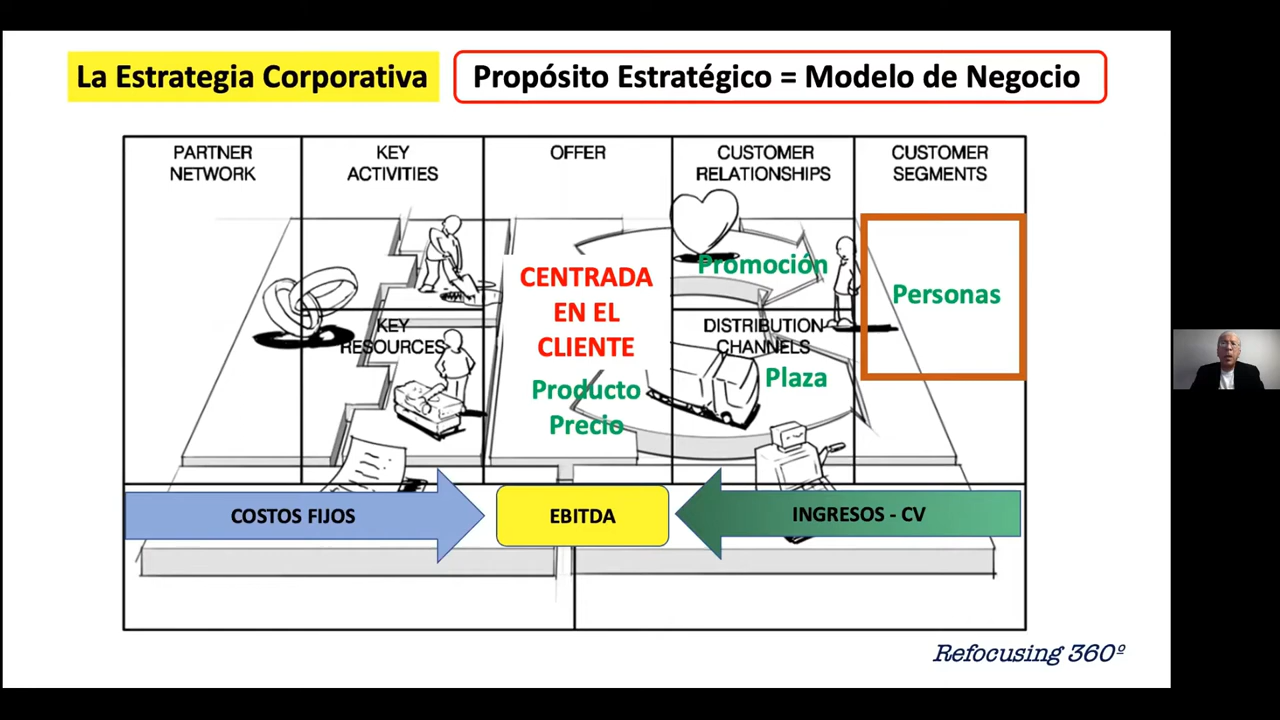 La Estrategia Corporativa
Propósito Estratégico = Modelo de Negocio
PARTNER
NETWORK
KEY
ACTIVITIES
OFFER
CUSTOMER
RELATIONSHIPS
CUSTOMER
SEGMENTS
CENTRADA
EN EL
CLIENTE
Producto
Precio
Promoción
Personas
KEY
RESOURCES
DISTRIBUTION
CHANNELS
Plaza
COSTOS FIJOS
EBITDA
INGRESOS - CV
Refocusing 360º